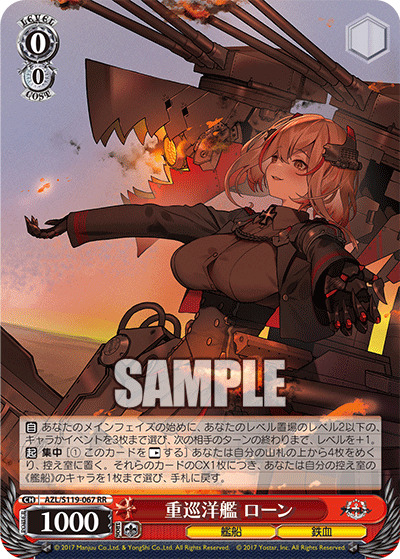 LEVEL
0
0
COST
SAMPLE
自 あなたのメインフェイズの始めに、あなたのレベル置場のレベル2以下の、
キャラかイベントを3枚まで選び、次の相手のターンの終わりまで、レベルを+1。
起 集中 [① このカードを レスト する] あなたは自分の山札の上から4枚をめく
り、控え室に置く。それらのカードのCX1枚につき、あなたは自分の控え室の
《艦船》のキャラを1枚まで選び、手札に戻す。
CH AZL/S119-067 RR
1000
重巡洋艦 ローン
艦船
鉄血
© 2017 Manjuu Co.,Ltd. & YongShi Co.,Ltd. All Rights Reserved. © 2017 Yostar, Inc. All Rights Reserved.